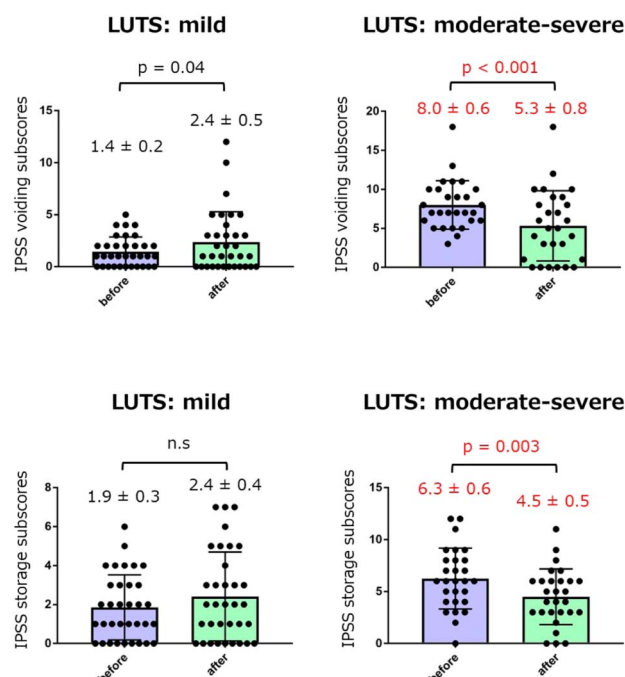 LUTS: mild
p = 0.04
1.4 ± 0.2
2.4 ± 0.5
IPSS voiding subscores
15
10
5
0
before
after
LUTS: moderate-severe
p < 0.001
8.0 ± 0.6
5.3 ± 0.8
IPSS voiding subscores
20
15
10
5
0
before
after
LUTS: mild
n.s
1.9 ± 0.3
2.4 ± 0.4
IPSS storage subscores
8
6
4
2
0
before
after
LUTS: moderate-severe
p = 0.003
6.3 ± 0.6
4.5 ± 0.5
IPSS storage subscores
15
10
5
0
before
after